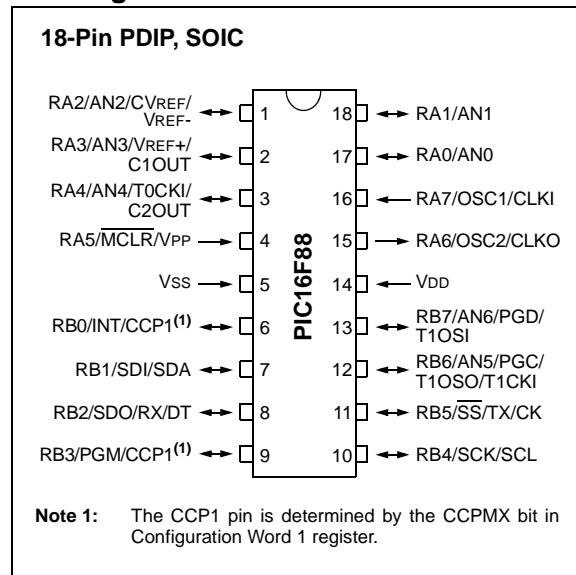 18-Pin PDIP, SOIC
RA2/AN2/CVREF/
VREF-
1
18
RA1/AN1
RA3/AN3/VREF+/
C1OUT
2
17
RA0/AN0
RA4/AN4/T0CKI/
C2OUT
3
16
RA7/OSC1/CLKI
RA5/MCLR/VPP
4
15
RA6/OSC2/CLKO
VSS
5
14
VDD
RB0/INT/CCP1(1)
6
13
RB7/AN6/PGD/
T1OSI
RB1/SDI/SDA
7
12
RB6/AN5/PGC/
T1OSO/T1CKI
RB2/SDO/RX/DT
8
11
RB5/SS/TX/CK
RB3/PGM/CCP1(1)
9
10
RB4/SCK/SCL
PIC16F88
Note 1: The CCP1 pin is determined by the CCPMX bit in
Configuration Word 1 register.